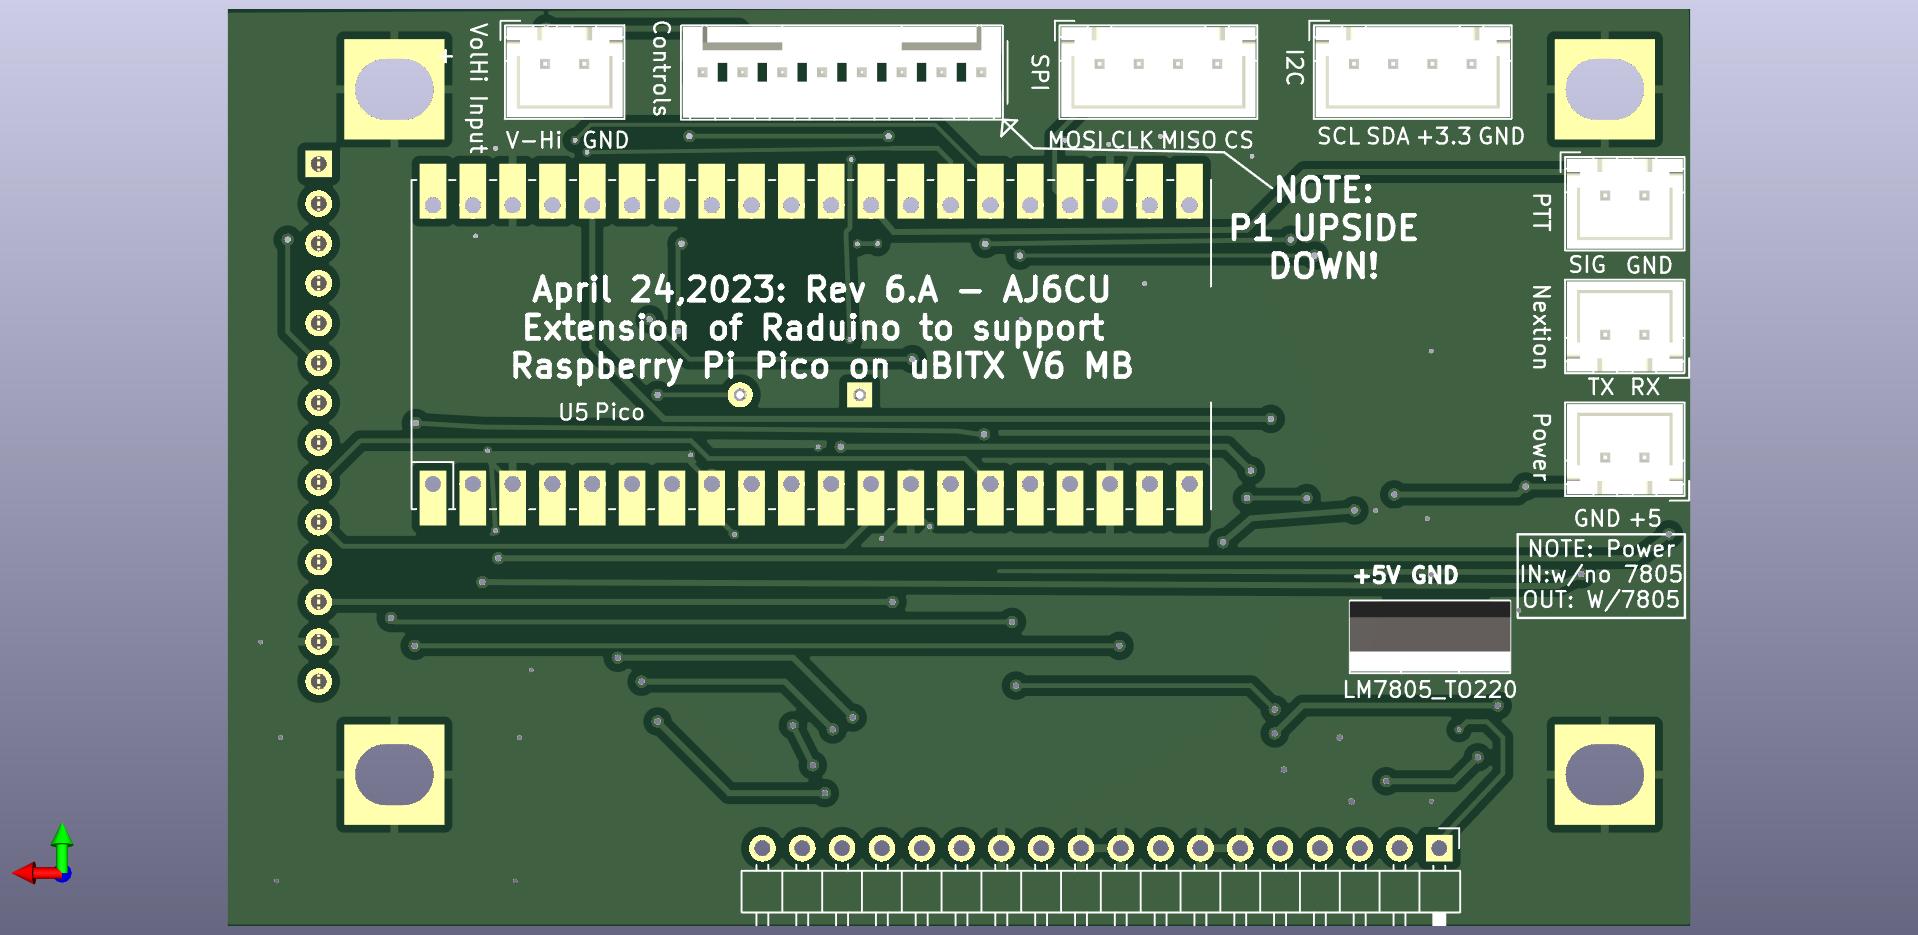 VolHi Input
+
Controls
SPI
I2C
V-Hi GND
MOSI CLK MISO CS
SCL SDA +3.3 GND
NOTE:
P1 UPSIDE
DOWN!
PTT
SIG GND
Nextion
TX RX
Power
GND +5
April 24,2023: Rev 6.A - AJ6CU
Extension of Raduino to support
Raspberry Pi Pico on uBITX V6 MB
U5 Pico
NOTE: Power
IN:w/no 7805
OUT: W/7805
+5V GND
LM7805_TO220